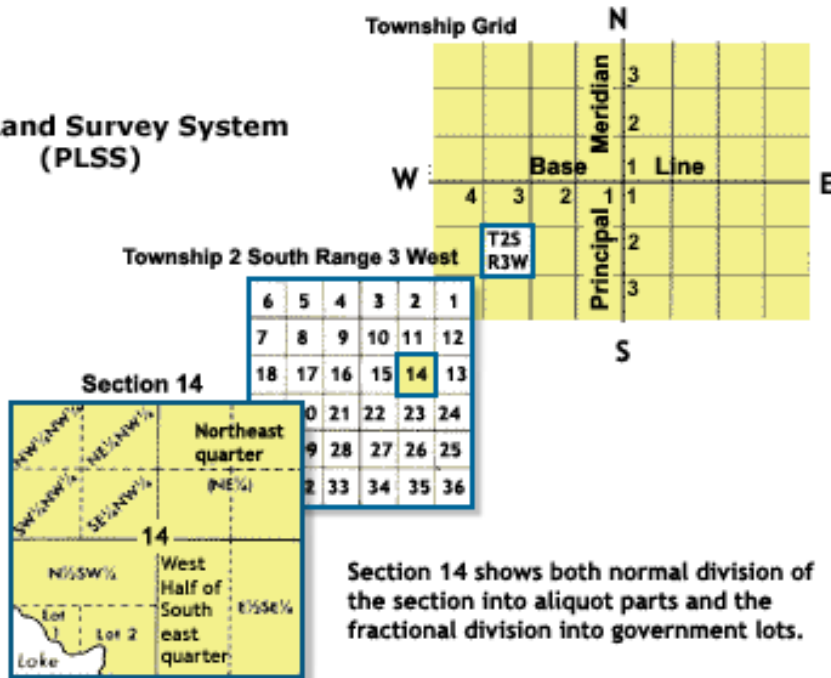 Township Grid
N
and Survey System
(PLSS)
Meridian
3
2
1
Base Line
W
E
4 3 2 1 1
T2S
R3W
2
Principal
3
S
Township 2 South Range 3 West
6 5 4 3 2 1
7 8 9 10 11 12
18 17 16 15 14 13
0 21 22 23 24
9 28 27 26 25
2 33 34 35 36
Section 14
NW¼NW¼
NE¼NW¼
Northeast
quarter
(NE¼)
SW¼NW¼
SE¼NW¼
14
N½SW¼
West
Half of
South
east
quarter
E½SE¼
Lot
1
Lot 2
Lake
Section 14 shows both normal division of
the section into aliquot parts and the
fractional division into government lots.